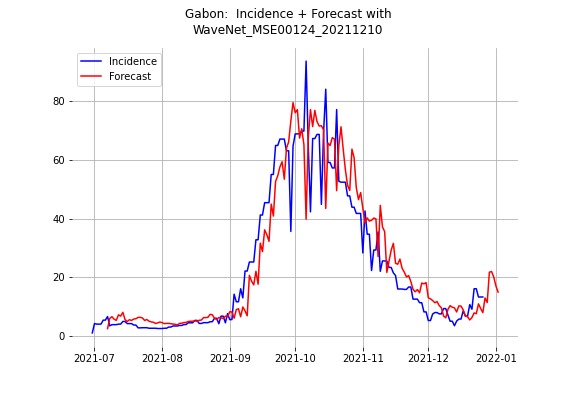 Gabon:  Incidence + Forecast with
WaveNet_MSE00124_20211210
Incidence
Forecast
80
60
40
20
0
2021-07 2021-08 2021-09 2021-10 2021-11 2021-12 2022-01